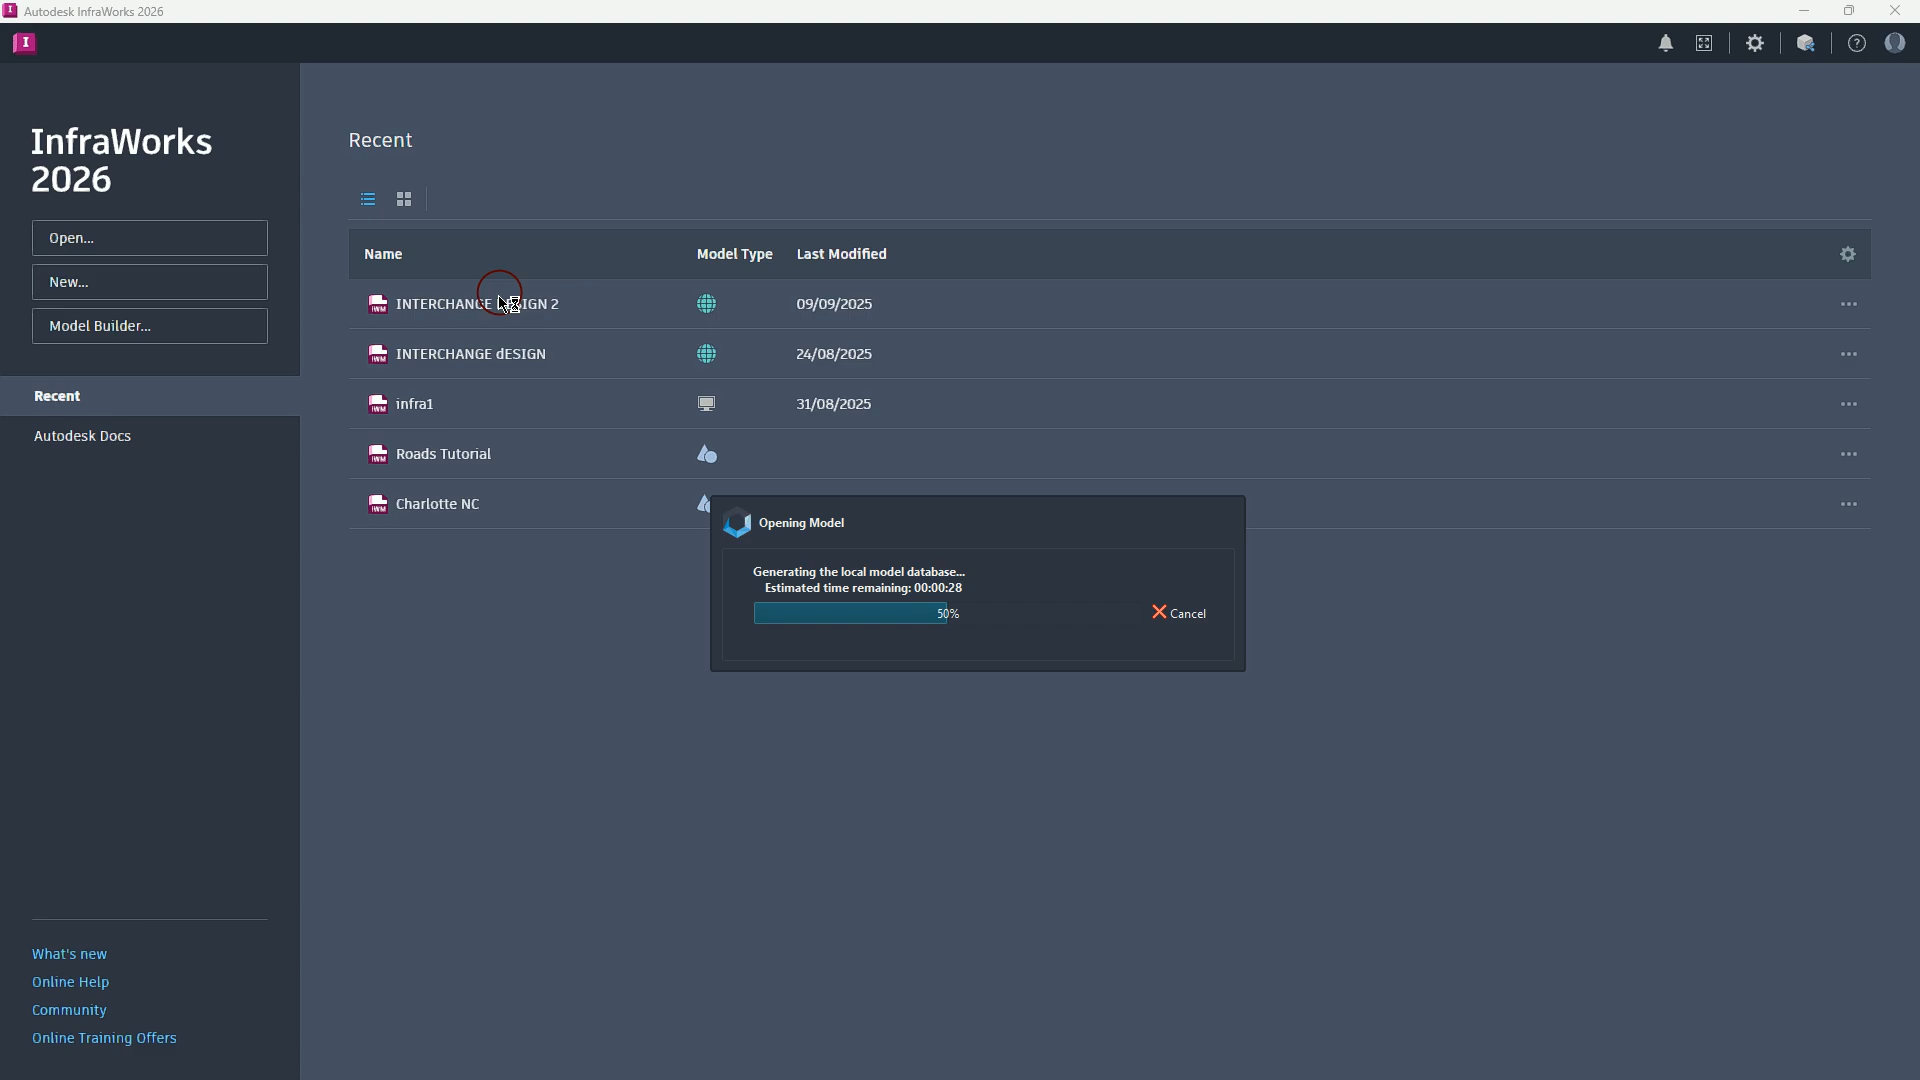 Autodesk InfraWorks 2026
I
InfraWorks
2026
Open...
New...
Model Builder...
Recent
Autodesk Docs
What's new
Online Help
Community
Online Training Offers
Recent
Name Model Type Last Modified
INTERCHANGE DESIGN 2 09/09/2025
INTERCHANGE dESIGN 24/08/2025
infra1 31/08/2025
Roads Tutorial
Charlotte NC
Opening Model
Generating the local model database...
Estimated time remaining: 00:00:28
50%
Cancel